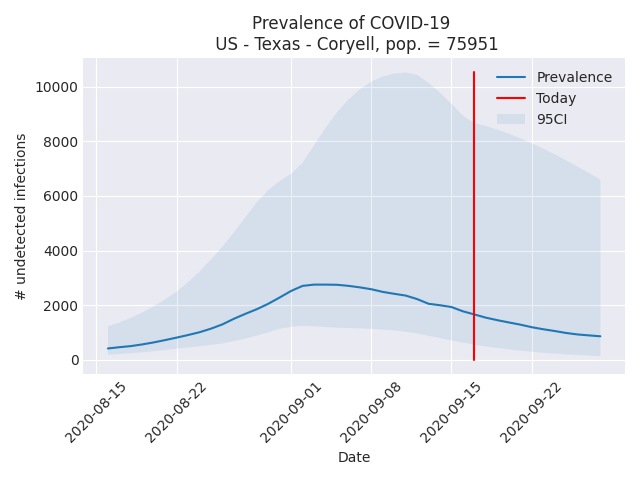 Prevalence of COVID-19
US - Texas - Coryell, pop. = 75951
Prevalence
Today
95CI
# undetected infections
10000
8000
6000
4000
2000
0
2020-08-15
2020-08-22
2020-09-01
2020-09-08
2020-09-15
2020-09-22
Date